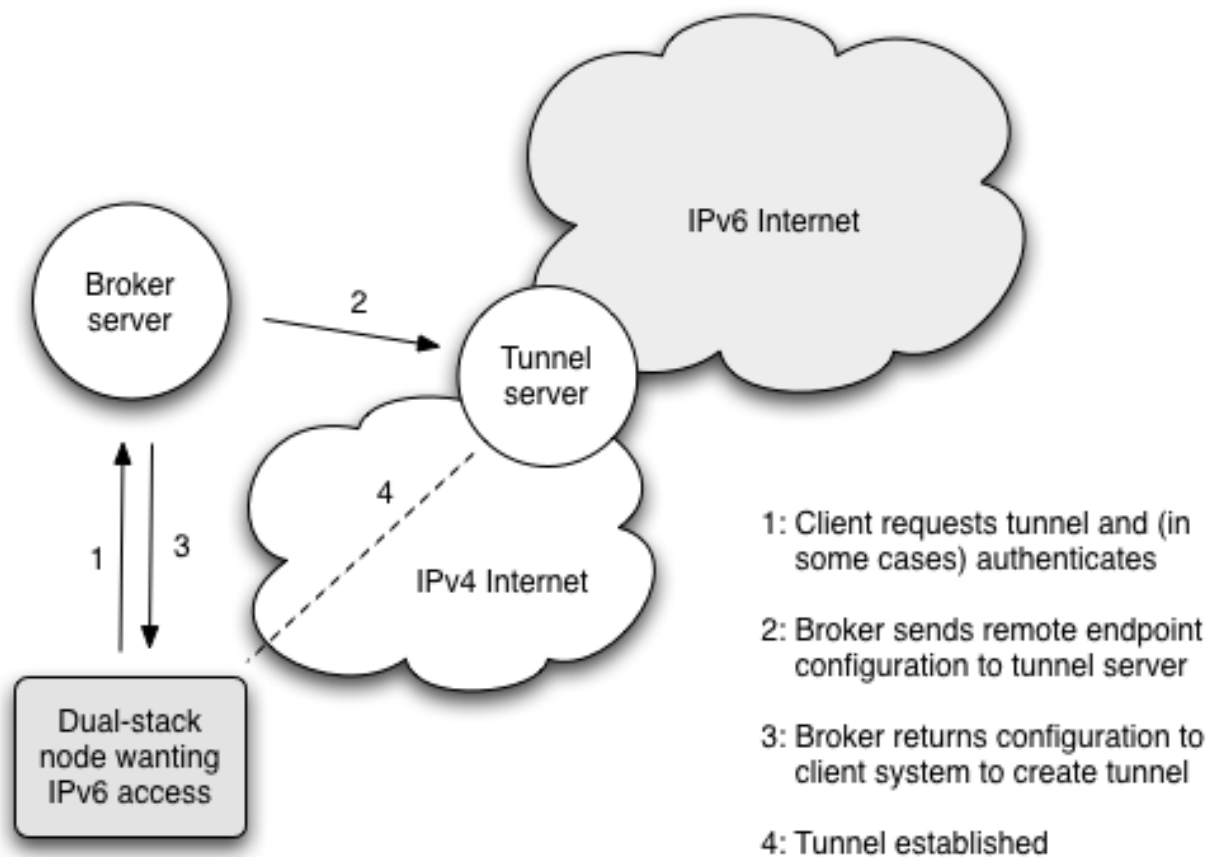 IPv6 Internet
Broker
server
2
Tunnel
server
4
1
3
IPv4 Internet
Dual-stack
node wanting
IPv6 access
1: Client requests tunnel and (in
some cases) authenticates
2: Broker sends remote endpoint
configuration to tunnel server
3: Broker returns configuration to
client system to create tunnel
4: Tunnel established